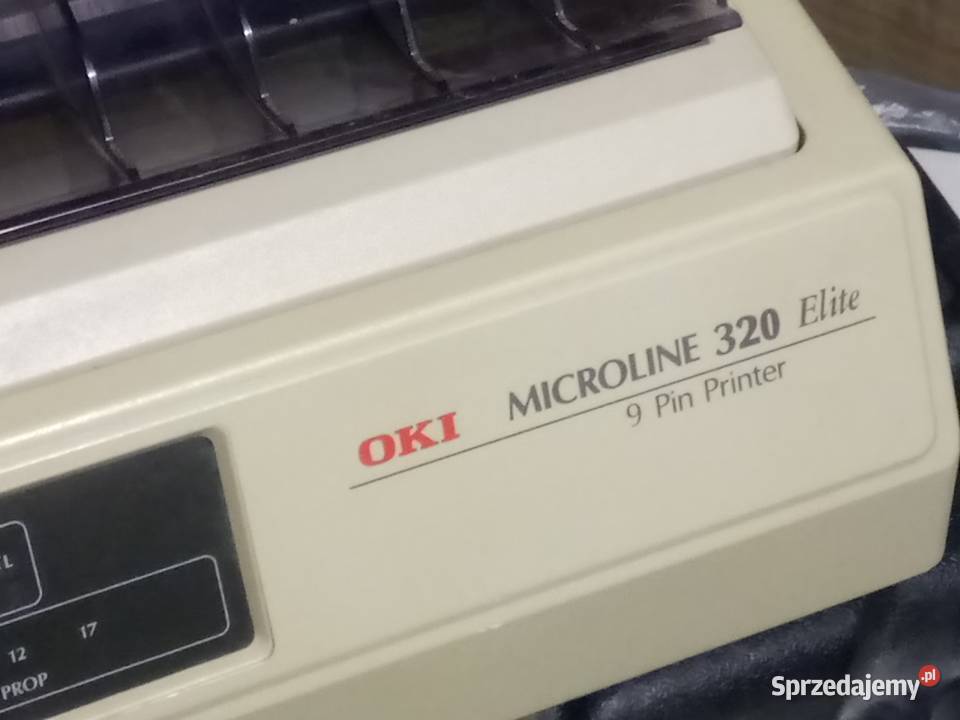 OKI MICROLINE 320 Elite
9 Pin Printer
12 17
PROP
Sprzedajemy.pl